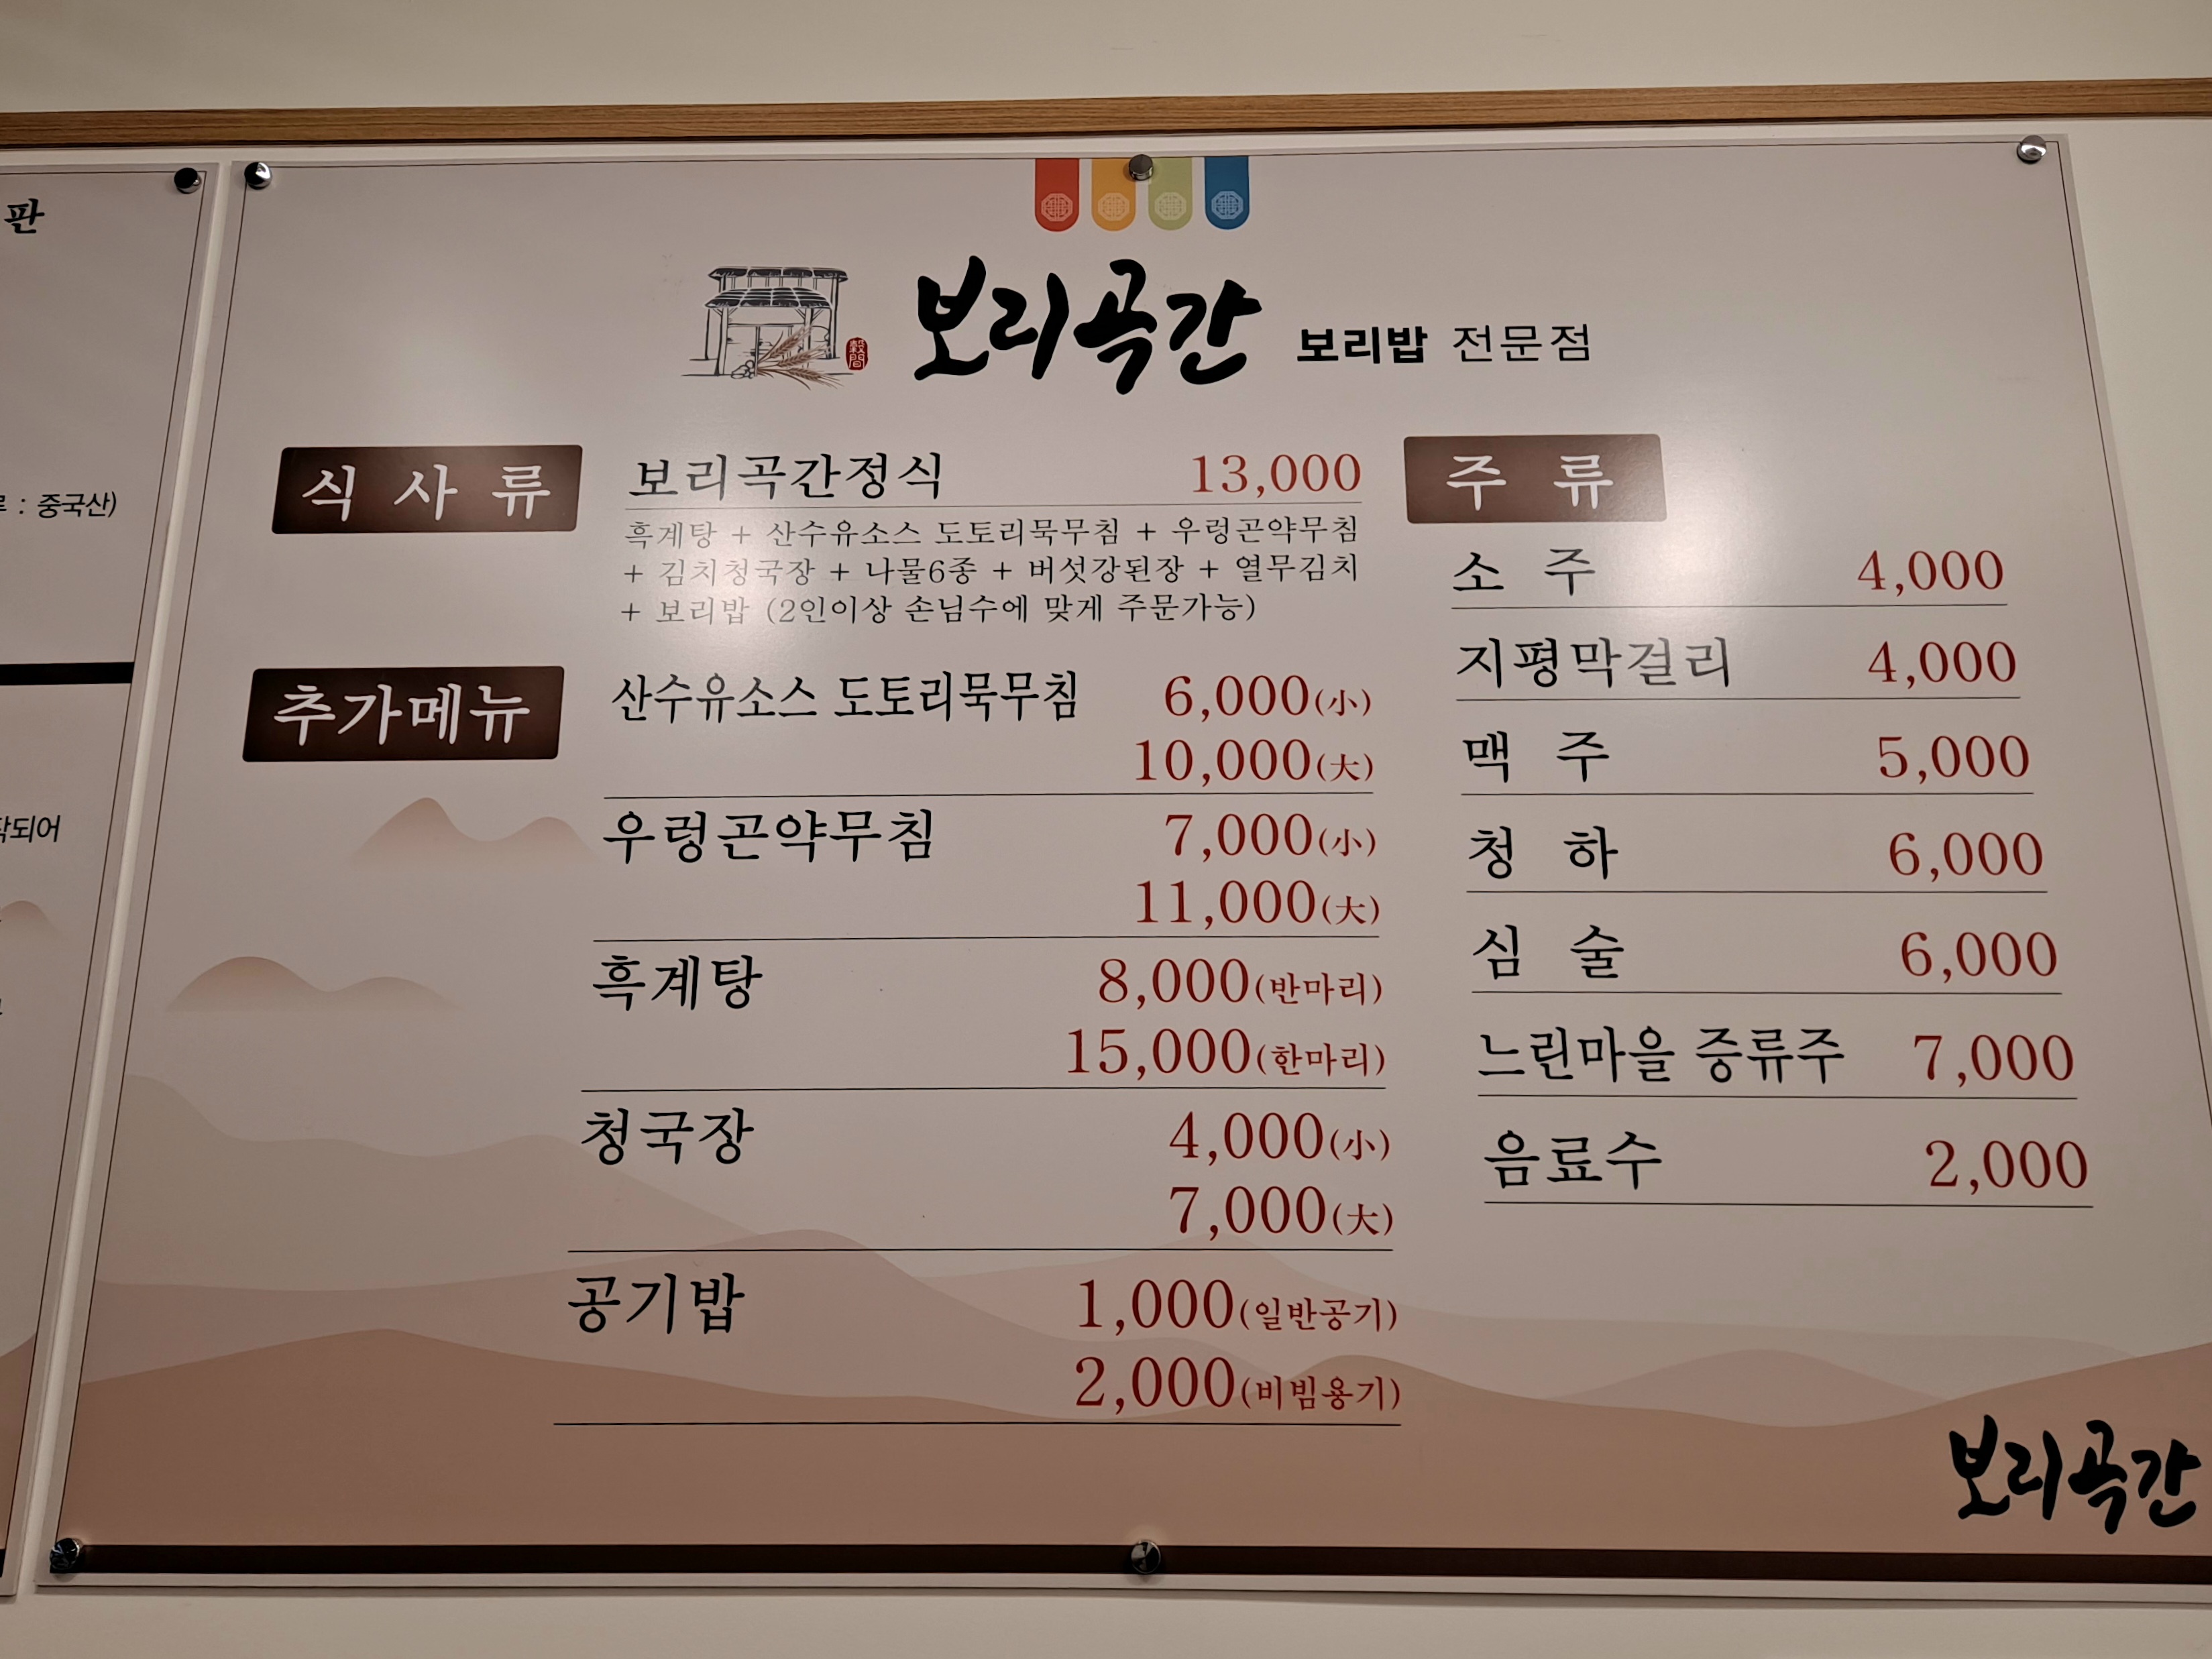 판
: 중국산)
되어
보리곡간 보리밥 전문점
穀間
식사류
보리곡간정식 13,000
흑계탕 + 산수유소스 도토리묵무침 + 우렁곤약무침
+ 김치청국장 + 나물6종 + 버섯강된장 + 열무김치
+ 보리밥 (2인이상 손님수에 맞게 주문가능)
추가메뉴
산수유소스 도토리묵무침 6,000(小)
10,000(大)
우렁곤약무침 7,000(小)
11,000(大)
흑계탕 8,000(반마리)
15,000(한마리)
청국장 4,000(小)
7,000(大)
공기밥 1,000(일반공기)
2,000(비빔용기)
주류
소주 4,000
지평막걸리 4,000
맥주 5,000
청하 6,000
심술 6,000
느린마을 증류주 7,000
음료수 2,000
보리곡간